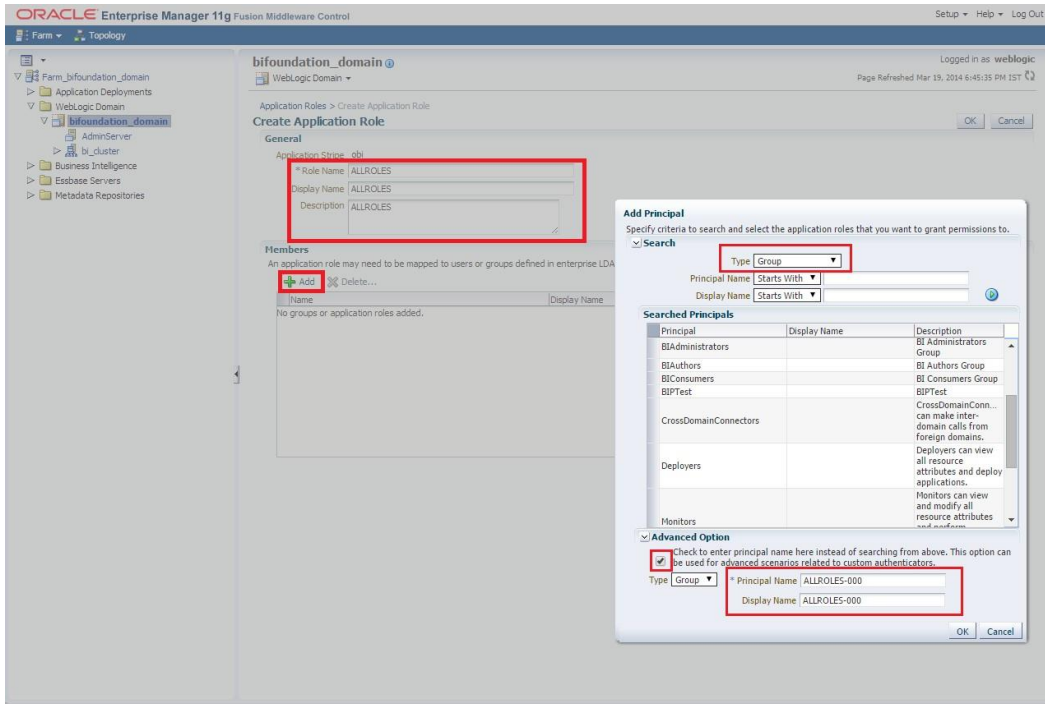 ORACLE Enterprise Manager 11g Fusion Middleware Control
Setup Help Log Out
Farm Topology
Farm_bifoundation_domain
Application Deployments
WebLogic Domain
bifoundation_domain
AdminServer
bi_cluster
Business Intelligence
Essbase Servers
Metadata Repositories
bifoundation_domain
WebLogic Domain
Logged in as weblogic
Page Refreshed Mar 19, 2014 6:45:35 PM IST
Application Roles > Create Application Role
Create Application Role
OK Cancel
General
Application Stripe obi
* Role Name ALLROLES
Display Name ALLROLES
Description ALLROLES
Members
An application role may need to be mapped to users or groups defined in enterprise LDA
Add Delete...
Name Display Name
No groups or application roles added.
Add Principal
Specify criteria to search and select the application roles that you want to grant permissions to.
Search
Type Group
Principal Name Starts With
Display Name Starts With
Searched Principals
Principal Display Name Description
BIAdministrators BI Administrators
Group
BIAuthors BI Authors Group
BIConsumers BI Consumers Group
BIPTest BIPTest
CrossDomainConnectors CrossDomainConn...
can make inter-
domain calls from
foreign domains.
Deployers Deployers can view
all resource
attributes and deploy
applications.
Monitors Monitors can view
and modify all
resource attributes
and perform
Advanced Option
Check to enter principal name here instead of searching from above. This option can
be used for advanced scenarios related to custom authenticators.
Type Group * Principal Name ALLROLES-000
Display Name ALLROLES-000
OK Cancel